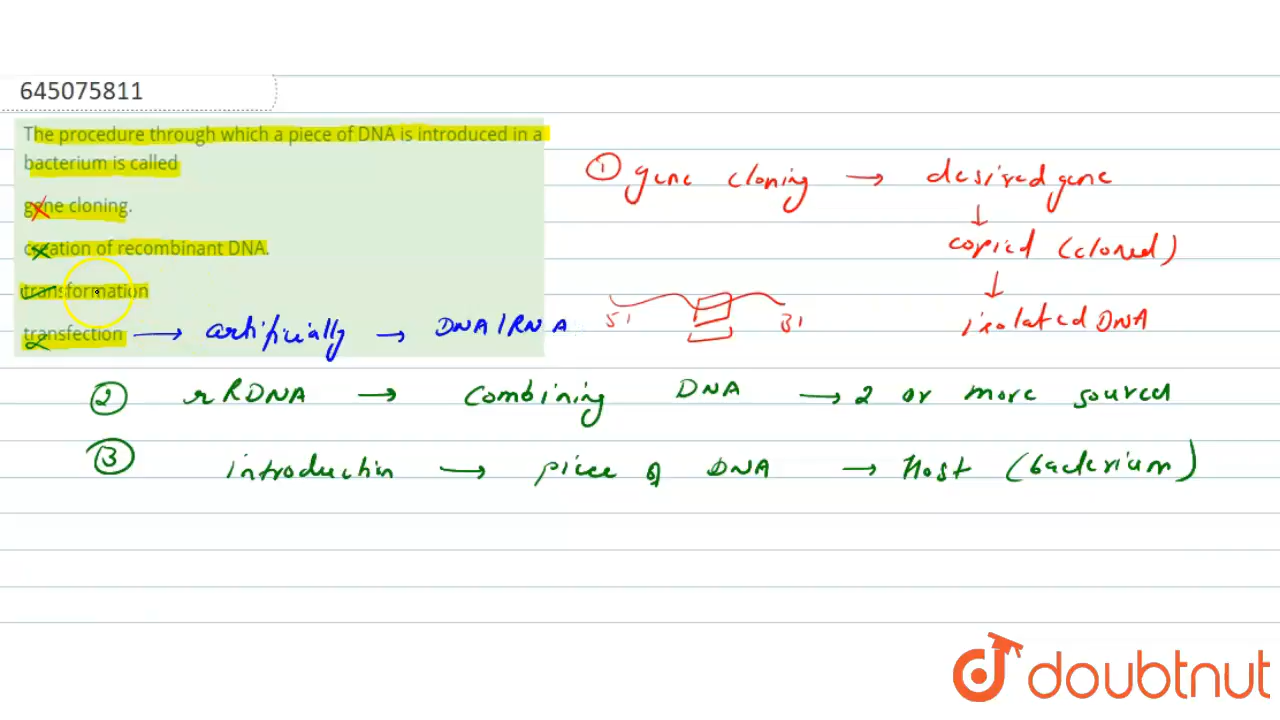 645075811
The procedure through which a piece of DNA is introduced in a
bacterium is called
gene cloning.
creation of recombinant DNA.
transformation
transfection → artificially → DNA/RNA
① gene cloning → desired gene
↓
copied (cloned)
↓
isolated DNA
5' 3'
② rRDNA → combining DNA → 2 or more sources
③ introduction → piece of DNA → Host (bacterium)
doubtnut